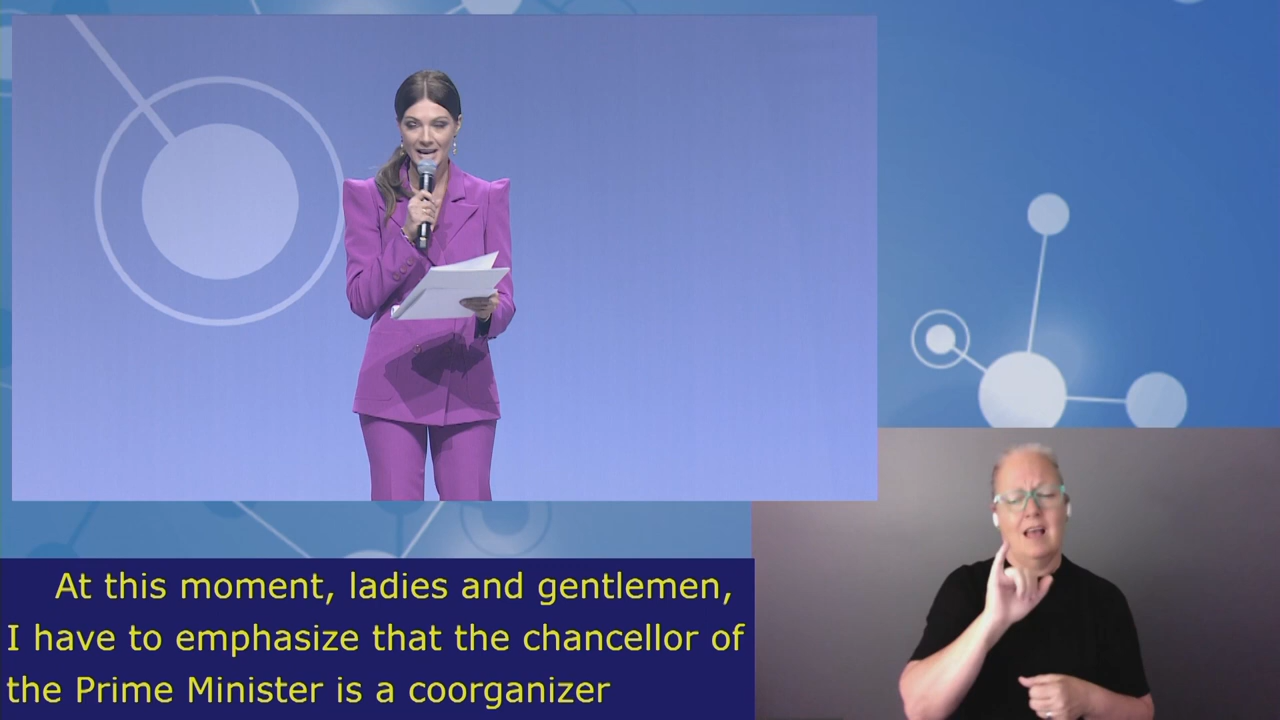 At this moment, ladies and gentlemen,
I have to emphasize that the chancellor of
the Prime Minister is a coorganizer